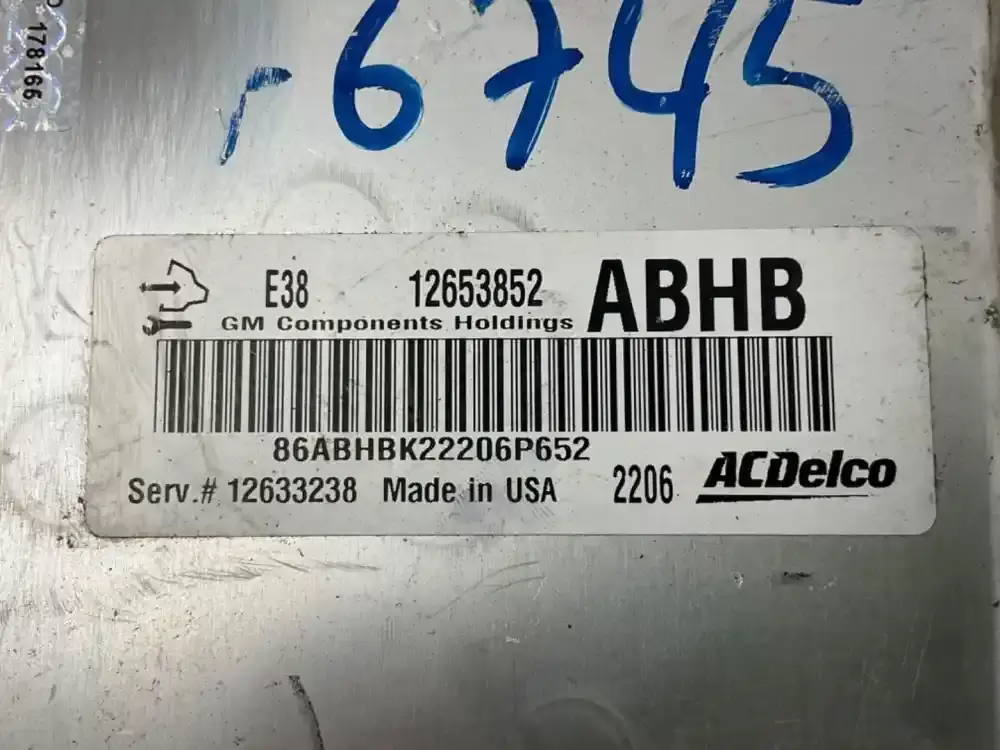 178166
-6745
E38 12653852 ABHB
GM Components Holdings
86ABHBK22206P652
Serv.# 12633238 Made in USA 2206 ACDelco